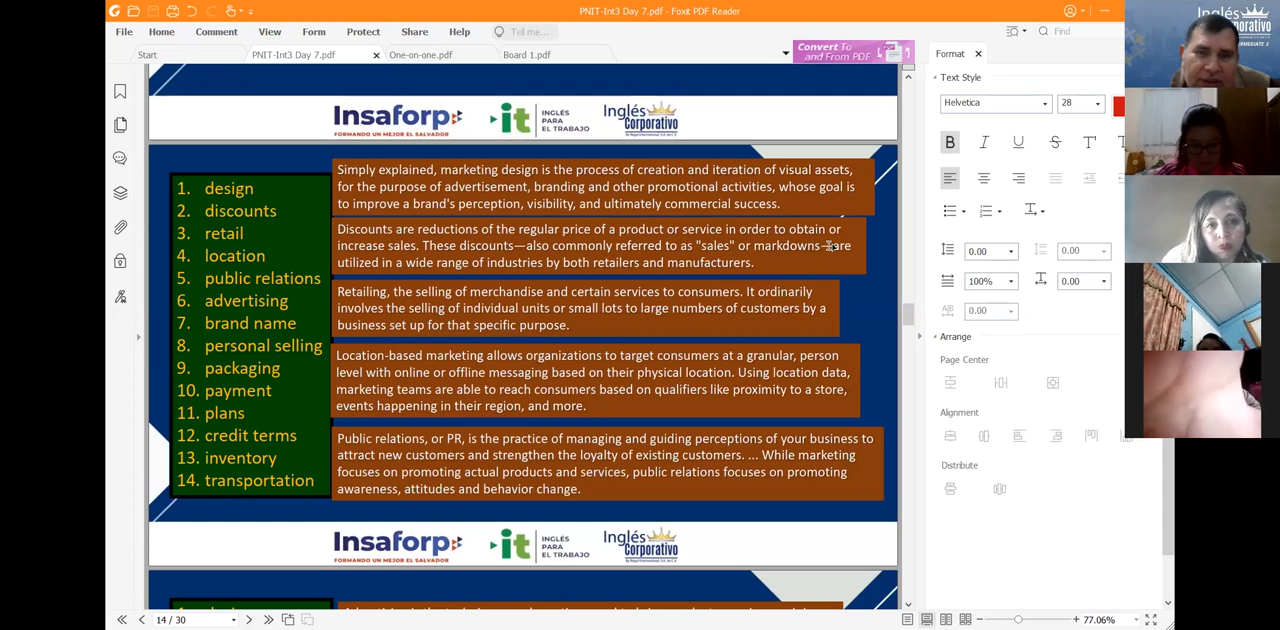 PNIT-Int3 Day 7.pdf - Foxit PDF Reader
File Home Comment View Form Protect Share Help Tell me... Find
Start PNIT-Int3 Day 7.pdf One-on-one.pdf Board 1.pdf
Convert To
and From PDF
Format
Text Style
Helvetica 28
B I U T
0.00 0.00
100% 0.00
0.00
Arrange
Page Center
Alignment
Distribute
Inglés
Corporativo
INTERMEDIATE 3
Insaforp
FORMANDO UN MEJOR EL SALVADOR
it INGLÉS
PARA
EL TRABAJO
Inglés
Corporativo
1. design
2. discounts
3. retail
4. location
5. public relations
6. advertising
7. brand name
8. personal selling
9. packaging
10. payment
11. plans
12. credit terms
13. inventory
14. transportation
Simply explained, marketing design is the process of creation and iteration of visual assets,
for the purpose of advertisement, branding and other promotional activities, whose goal is
to improve a brand's perception, visibility, and ultimately commercial success.
Discounts are reductions of the regular price of a product or service in order to obtain or
increase sales. These discounts—also commonly referred to as "sales" or markdowns—are
utilized in a wide range of industries by both retailers and manufacturers.
Retailing, the selling of merchandise and certain services to consumers. It ordinarily
involves the selling of individual units or small lots to large numbers of customers by a
business set up for that specific purpose.
Location-based marketing allows organizations to target consumers at a granular, person
level with online or offline messaging based on their physical location. Using location data,
marketing teams are able to reach consumers based on qualifiers like proximity to a store,
events happening in their region, and more.
Public relations, or PR, is the practice of managing and guiding perceptions of your business to
attract new customers and strengthen the loyalty of existing customers. ... While marketing
focuses on promoting actual products and services, public relations focuses on promoting
awareness, attitudes and behavior change.
Insaforp
FORMANDO UN MEJOR EL SALVADOR
it INGLÉS
PARA
EL TRABAJO
Inglés
Corporativo
14 / 30
77.06%